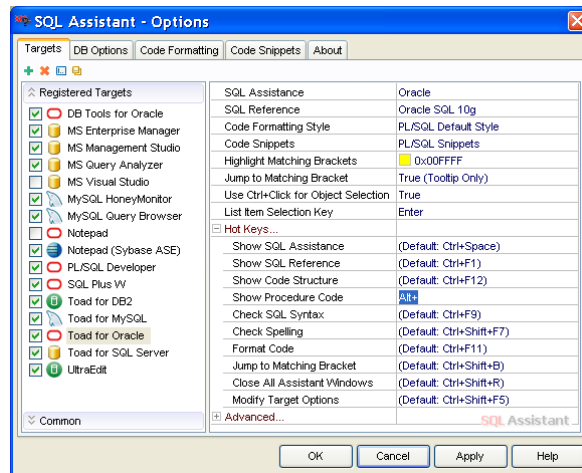 SQL Assistant - Options
Targets DB Options Code Formatting Code Snippets About
Registered Targets
DB Tools for Oracle
MS Enterprise Manager
MS Management Studio
MS Query Analyzer
MS Visual Studio
MySQL HoneyMonitor
MySQL Query Browser
Notepad
Notepad (Sybase ASE)
PL/SQL Developer
SQL Plus W
Toad for DB2
Toad for MySQL
Toad for Oracle
Toad for SQL Server
UltraEdit
Common
SQL Assistance Oracle
SQL Reference Oracle SQL 10g
Code Formatting Style PL/SQL Default Style
Code Snippets PL/SQL Snippets
Highlight Matching Brackets 0x00FFFF
Jump to Matching Bracket True (Tooltip Only)
Use Ctrl+Click for Object Selection True
List Item Selection Key Enter
Hot Keys...
Show SQL Assistance (Default: Ctrl+Space)
Show SQL Reference (Default: Ctrl+F1)
Show Code Structure (Default: Ctrl+F12)
Show Procedure Code Alt+
Check SQL Syntax (Default: Ctrl+F9)
Check Spelling (Default: Ctrl+Shift+F7)
Format Code (Default: Ctrl+F11)
Jump to Matching Bracket (Default: Ctrl+Shift+B)
Close All Assistant Windows (Default: Ctrl+Shift+R)
Modify Target Options (Default: Ctrl+Shift+F5)
Advanced...
SQL Assistant
OK Cancel Apply Help